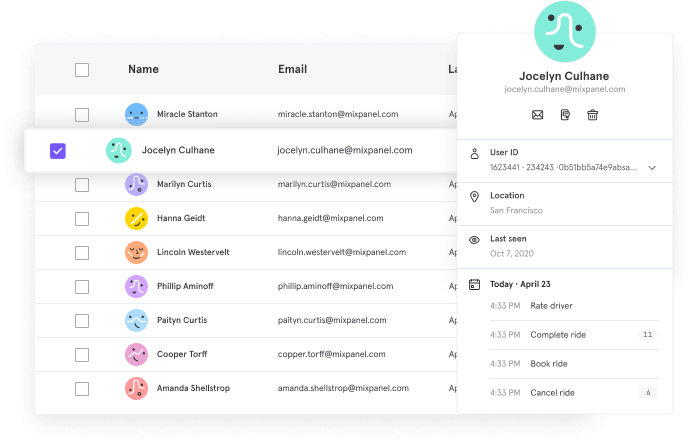 Name Email La
Miracle Stanton miracle.stanton@mixpanel.com Ap
Jocelyn Culhane jocelyn.culhane@mixpanel.com
Marilyn Curtis marilyn.curtis@mixpanel.com Ap
Hanna Geidt hanna.geidt@mixpanel.com Ap
Lincoln Westervelt lincoln.westervelt@mixpanel.com Ap
Phillip Aminoff phillip.aminoff@mixpanel.com Ap
Paityn Curtis paityn.curtis@mixpanel.com Ap
Cooper Torff copper.torff@mixpanel.com Ap
Amanda Shellstrop amanda.shellstrop@mixpanel.com Ap
Jocelyn Culhane
jocelyn.culhane@mixpanel.com
User ID
1623441 · 234243 ·0b51bb5a74e9absa...
Location
San Francisco
Last seen
Oct 7, 2020
Today · April 23
4:33 PM Rate driver
4:33 PM Complete ride 11
4:33 PM Book ride
4:33 PM Cancel ride 6